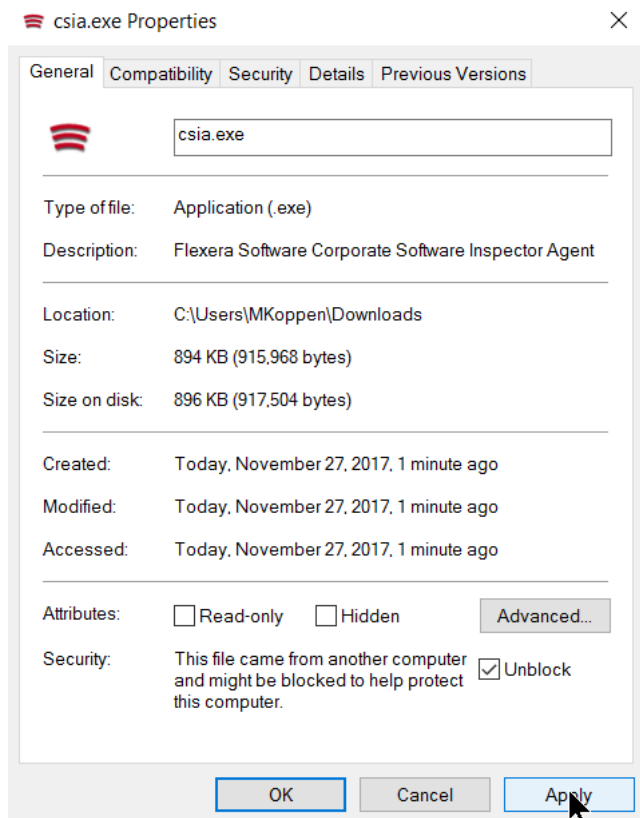 csia.exe Properties
General Compatibility Security Details Previous Versions
csia.exe
Type of file: Application (.exe)
Description: Flexera Software Corporate Software Inspector Agent
Location: C:\Users\MKoppen\Downloads
Size: 894 KB (915,968 bytes)
Size on disk: 896 KB (917,504 bytes)
Created: Today, November 27, 2017, 1 minute ago
Modified: Today, November 27, 2017, 1 minute ago
Accessed: Today, November 27, 2017, 1 minute ago
Attributes: Read-only Hidden Advanced...
Security: This file came from another computer
and might be blocked to help protect
this computer.
Unblock
OK Cancel Apply